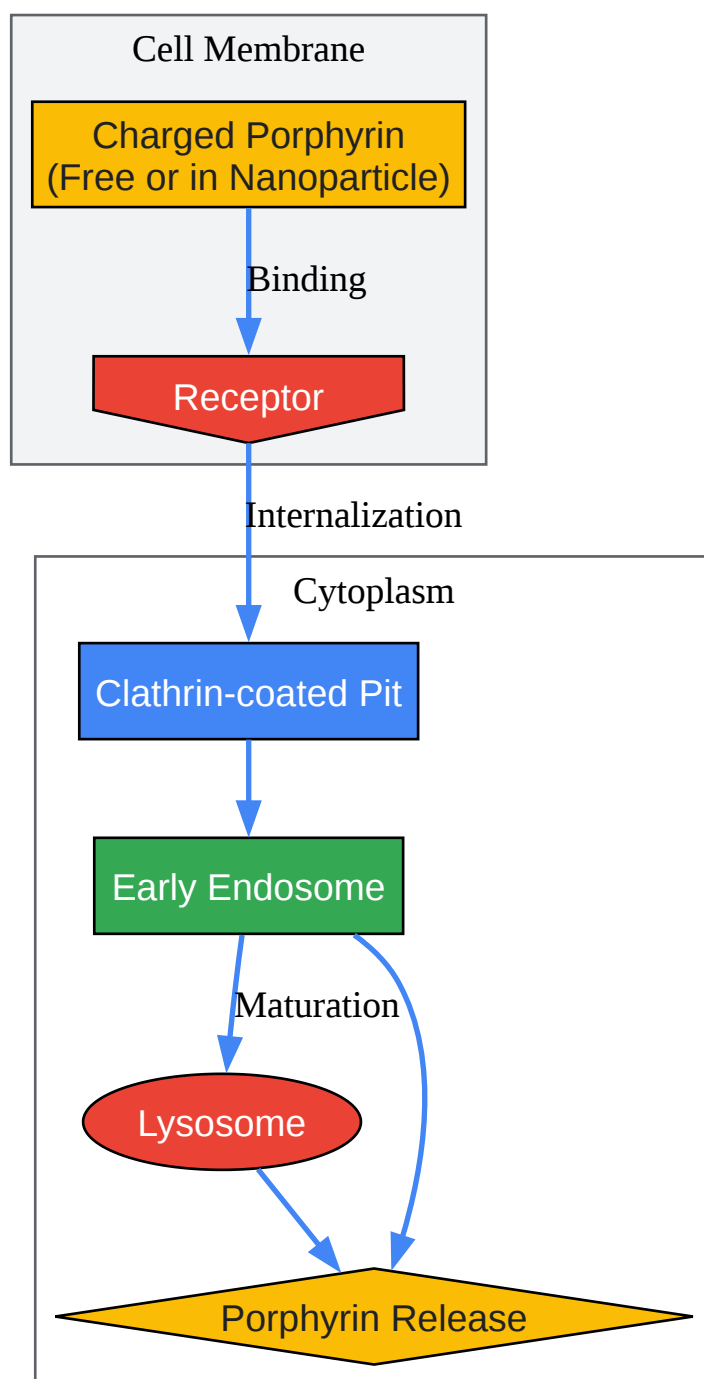 Cell Membrane
Charged Porphyrin
(Free or in Nanoparticle)
Binding
Receptor
Internalization
Cytoplasm
Clathrin-coated Pit
Early Endosome
Maturation
Lysosome
Porphyrin Release